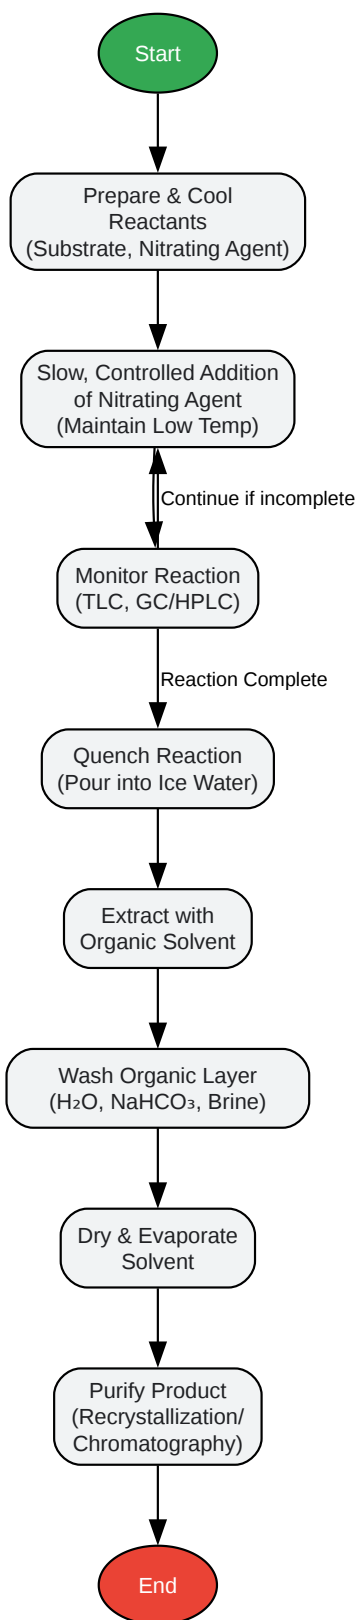 Start
Prepare & Cool
Reactants
(Substrate, Nitrating Agent)
Slow, Controlled Addition
of Nitrating Agent
(Maintain Low Temp)
Continue if incomplete
Monitor Reaction
(TLC, GC/HPLC)
Reaction Complete
Quench Reaction
(Pour into Ice Water)
Extract with
Organic Solvent
Wash Organic Layer
(H₂O, NaHCO₃, Brine)
Dry & Evaporate
Solvent
Purify Product
(Recrystallization/
Chromatography)
End